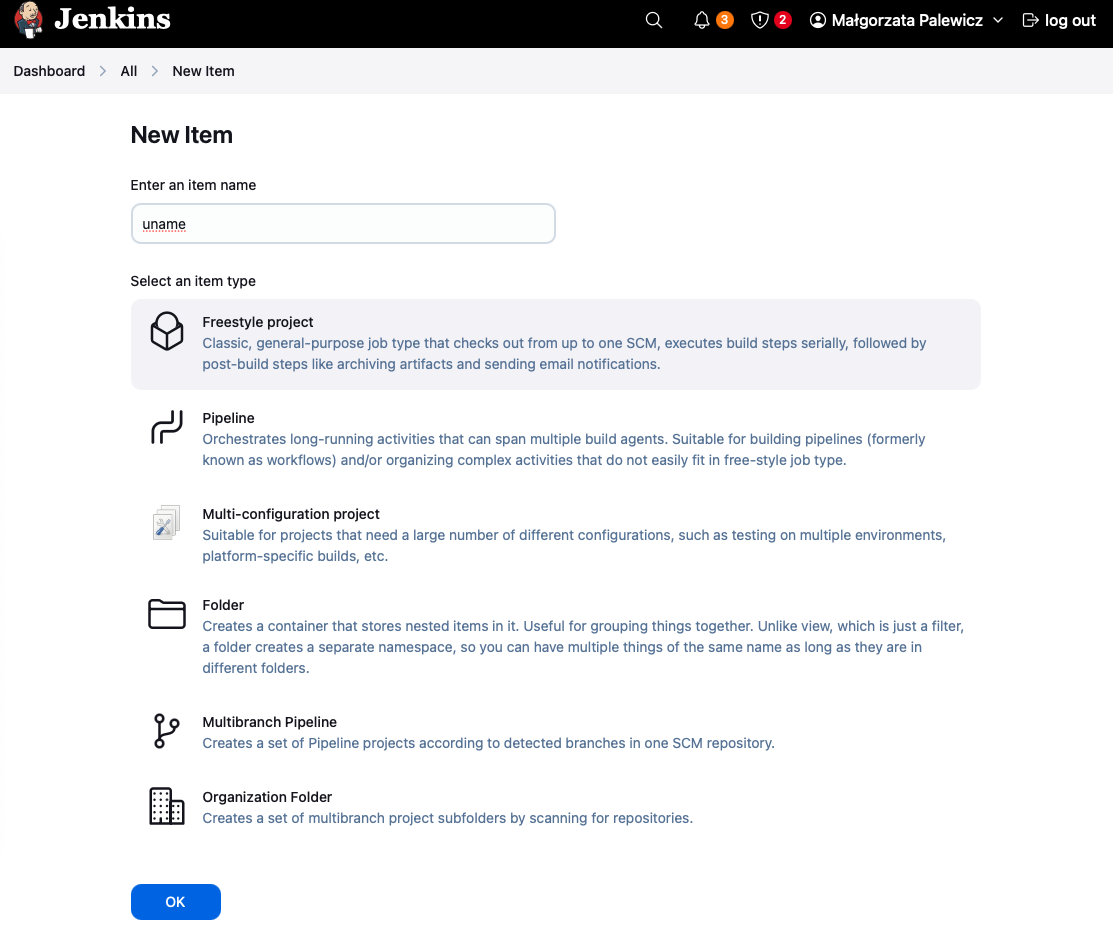 Jenkins 3 2 Małgorzata Palewicz log out
Dashboard All New Item
New Item
Enter an item name
uname
Select an item type
Freestyle project
Classic, general-purpose job type that checks out from up to one SCM, executes build steps serially, followed by
post-build steps like archiving artifacts and sending email notifications.
Pipeline
Orchestrates long-running activities that can span multiple build agents. Suitable for building pipelines (formerly
known as workflows) and/or organizing complex activities that do not easily fit in free-style job type.
Multi-configuration project
Suitable for projects that need a large number of different configurations, such as testing on multiple environments,
platform-specific builds, etc.
Folder
Creates a container that stores nested items in it. Useful for grouping things together. Unlike view, which is just a filter,
a folder creates a separate namespace, so you can have multiple things of the same name as long as they are in
different folders.
Multibranch Pipeline
Creates a set of Pipeline projects according to detected branches in one SCM repository.
Organization Folder
Creates a set of multibranch project subfolders by scanning for repositories.
OK